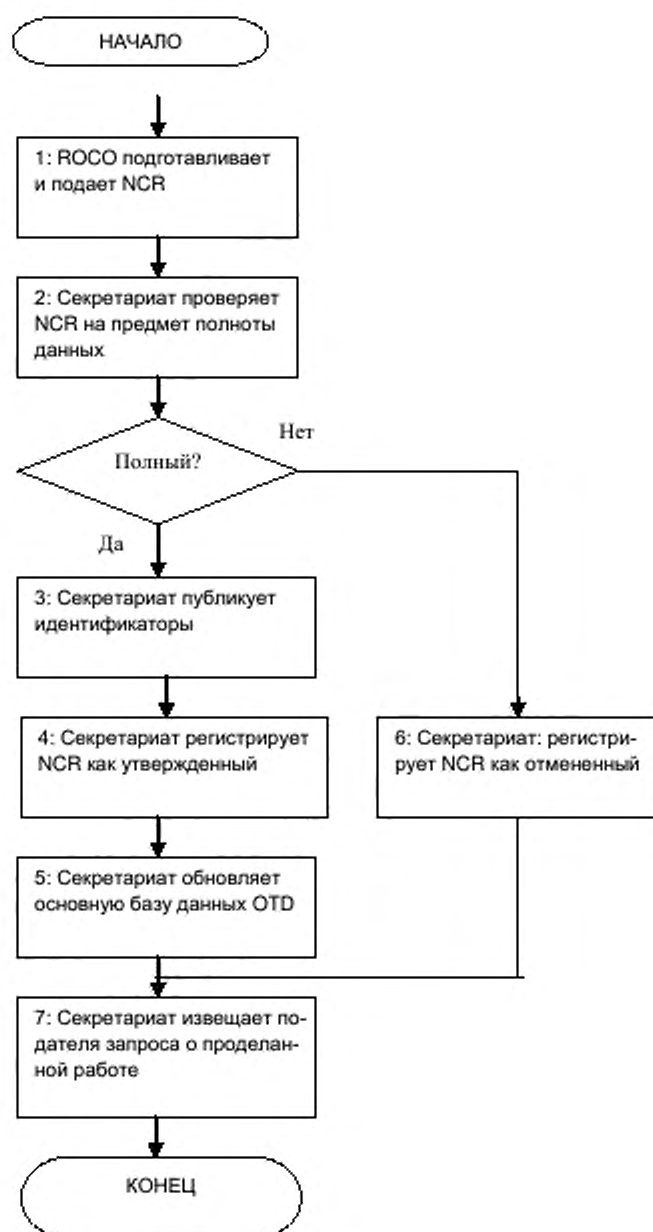 НАЧАЛО
1: ROCO подготавливает
и подает NCR
2: Секретариат проверяет
NCR на предмет полноты
данных
Нет
Полный?
Да
3: Секретариат публикует
идентификаторы
4: Секретариат регистрирует
NCR как утвержденный
6: Секретариат: регистри-
рует NCR как отмененный
5: Секретариат обновляет
основную базу данных OTD
7: Секретариат извещает по-
дателя запроса о проделан-
ной работе
КОНЕЦ